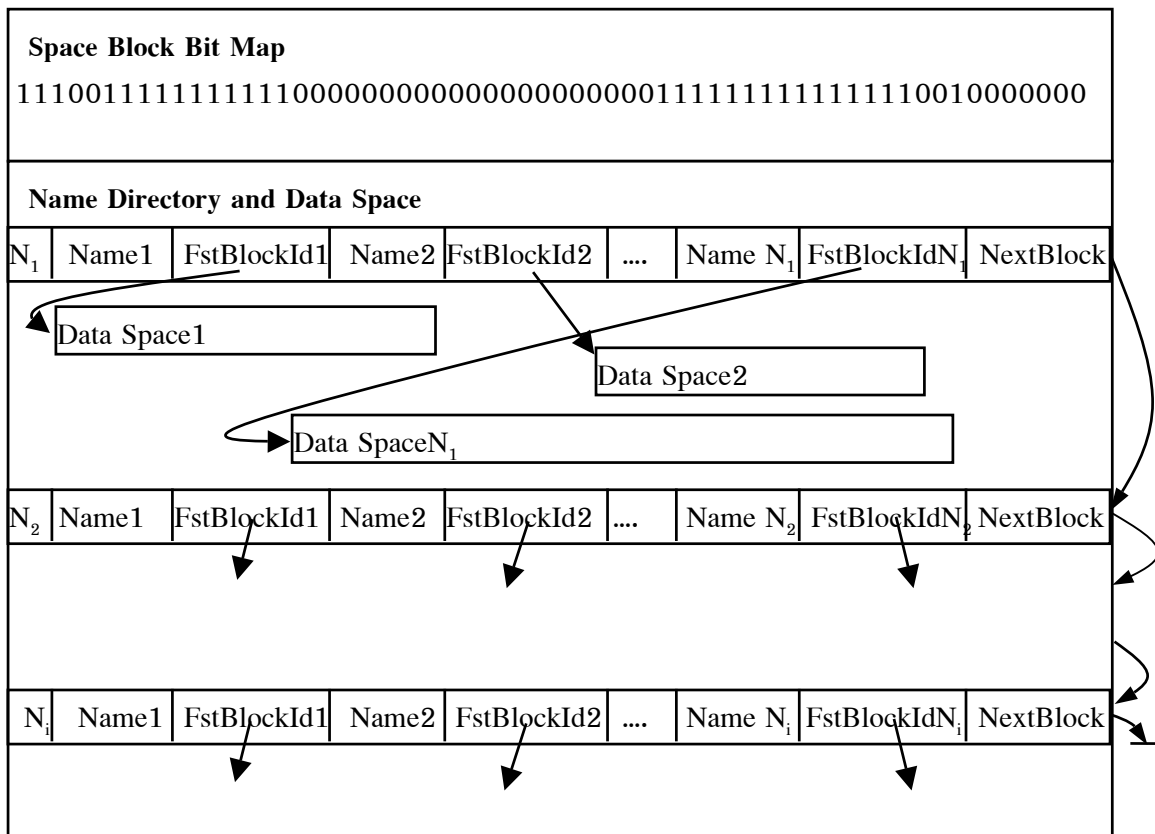 Space Block Bit Map
11100111111111100000000000000000000111111111111110010000000
Name Directory and Data Space
N₁ Name1 FstBlockId1 Name2 FstBlockId2 .... Name N₁ FstBlockIdN₁ NextBlock
Data Space1
Data Space2
Data SpaceN₁
N₂ Name1 FstBlockId1 Name2 FstBlockId2 .... Name N₂ FstBlockIdN₂ NextBlock
Nᵢ Name1 FstBlockId1 Name2 FstBlockId2 .... Name Nᵢ FstBlockIdNᵢ NextBlock